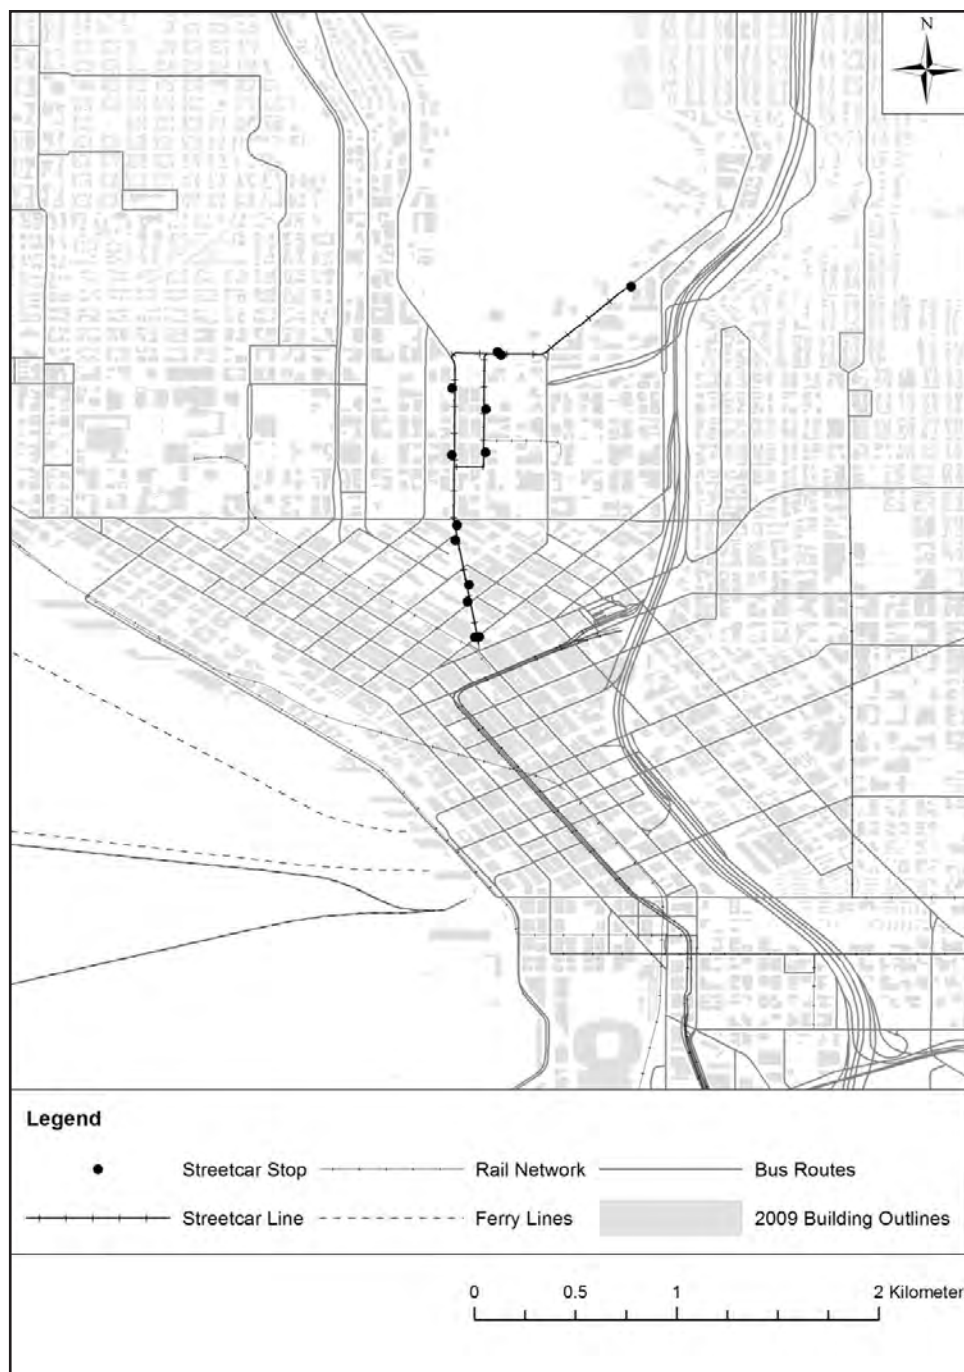 N
Legend
Streetcar Stop Rail Network Bus Routes
Streetcar Line Ferry Lines 2009 Building Outlines
0 0.5 1 2 Kilometer